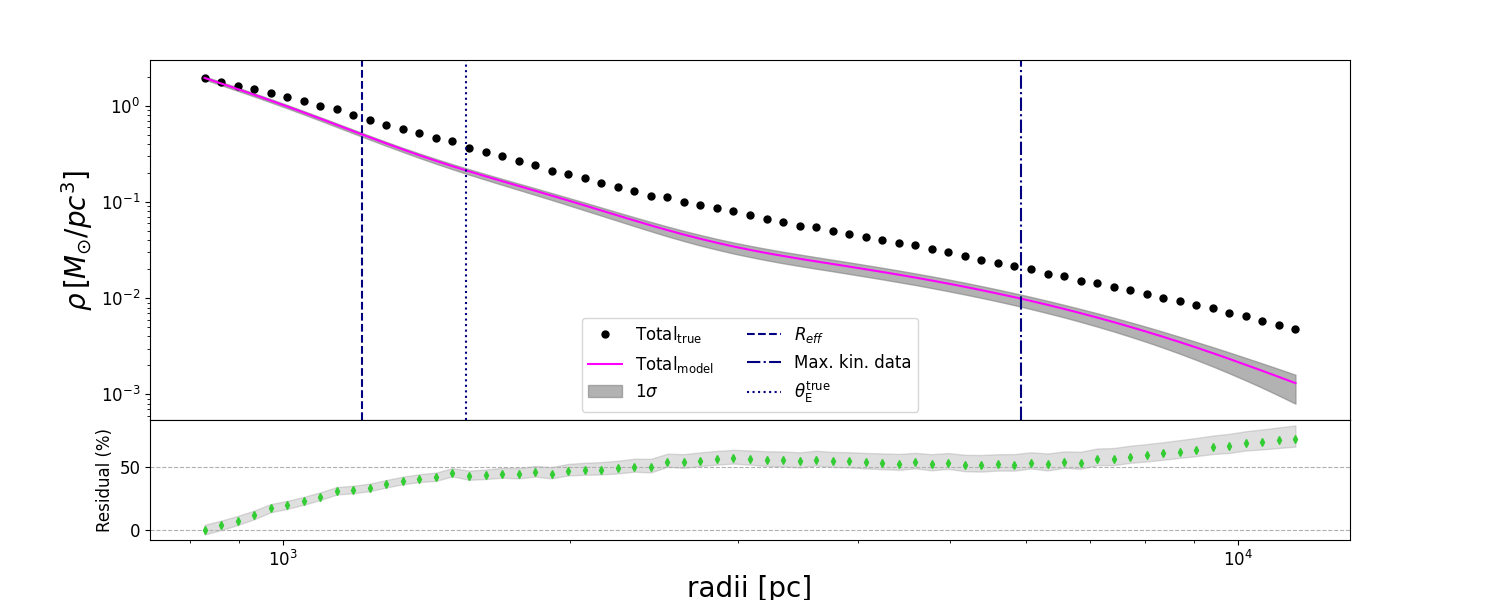 10⁰
10⁻¹
10⁻²
10⁻³
ρ [M⊙/pc³]
Total_true
Total_model
1σ
R_eff
Max. kin. data
θ_E^true
50
0
Residual (%)
10³
10⁴
radii [pc]